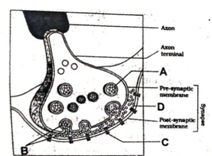 Axon
Axon
terminal
A
Pre-synaptic
membrane
D
Post-synaptic
membrane
Synapse
C
B